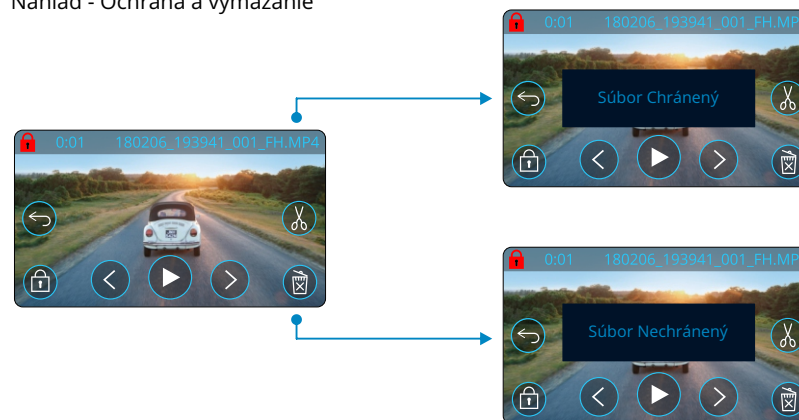 Náhľad - Ochrana a vymazanie
0:01 180206_193941_001_FH.MP4
0:01 180206_193941_001_FH.MP
Súbor Chránený
0:01 180206_193941_001_FH.MP
Súbor Nechránený